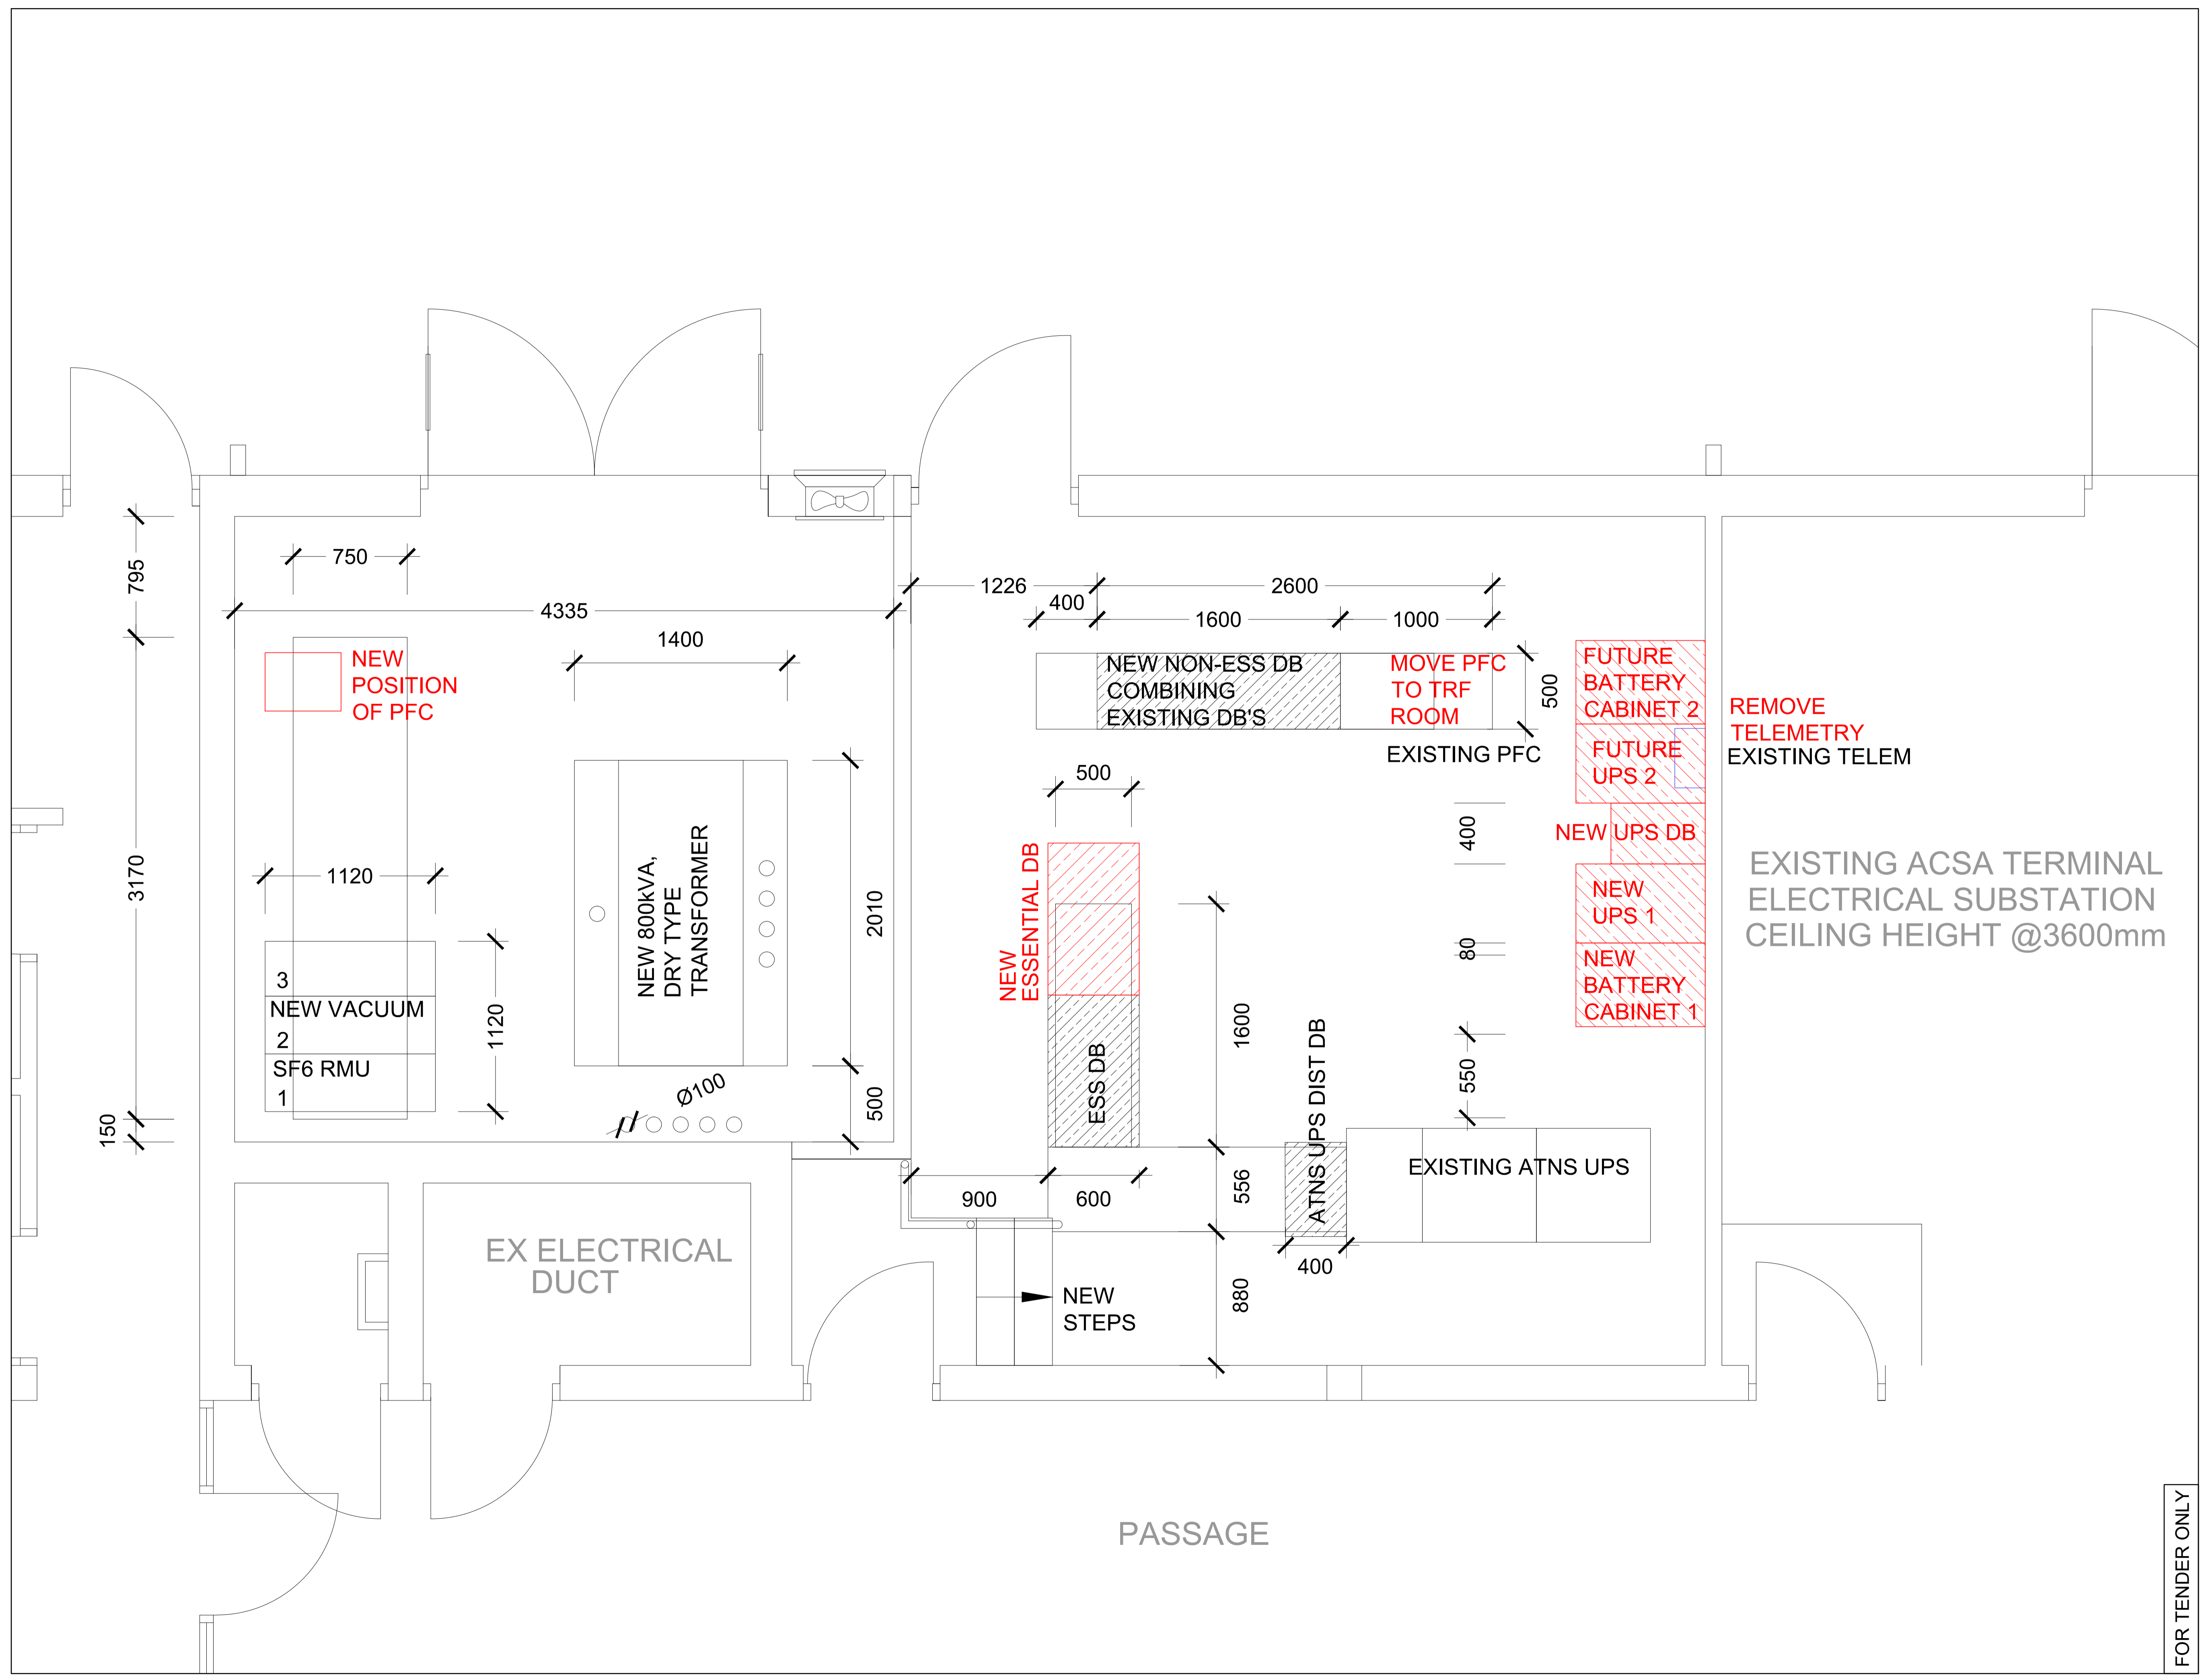 795
750
4335
1400
NEW
POSITION
OF PFC
3170
1120
3
NEW VACUUM
2
SF6 RMU
1
1120
150
NEW 800kVA,
DRY TYPE
TRANSFORMER
2010
500
Ø100
1226
2600
400
1600
1000
NEW NON-ESS DB
COMBINING
EXISTING DB'S
MOVE PFC
TO TRF
ROOM
500
EXISTING PFC
FUTURE
BATTERY
CABINET 2
FUTURE
UPS 2
NEW UPS DB
NEW
UPS 1
NEW
BATTERY
CABINET 1
REMOVE
TELEMETRY
EXISTING TELEM
500
NEW
ESSENTIAL DB
ESS DB
1600
400
80
550
ATNS UPS DIST DB
EXISTING ATNS UPS
900
600
556
400
880
NEW
STEPS
EXISTING ACSA TERMINAL
ELECTRICAL SUBSTATION
CEILING HEIGHT @3600mm
EX ELECTRICAL
DUCT
PASSAGE
FOR TENDER ONLY